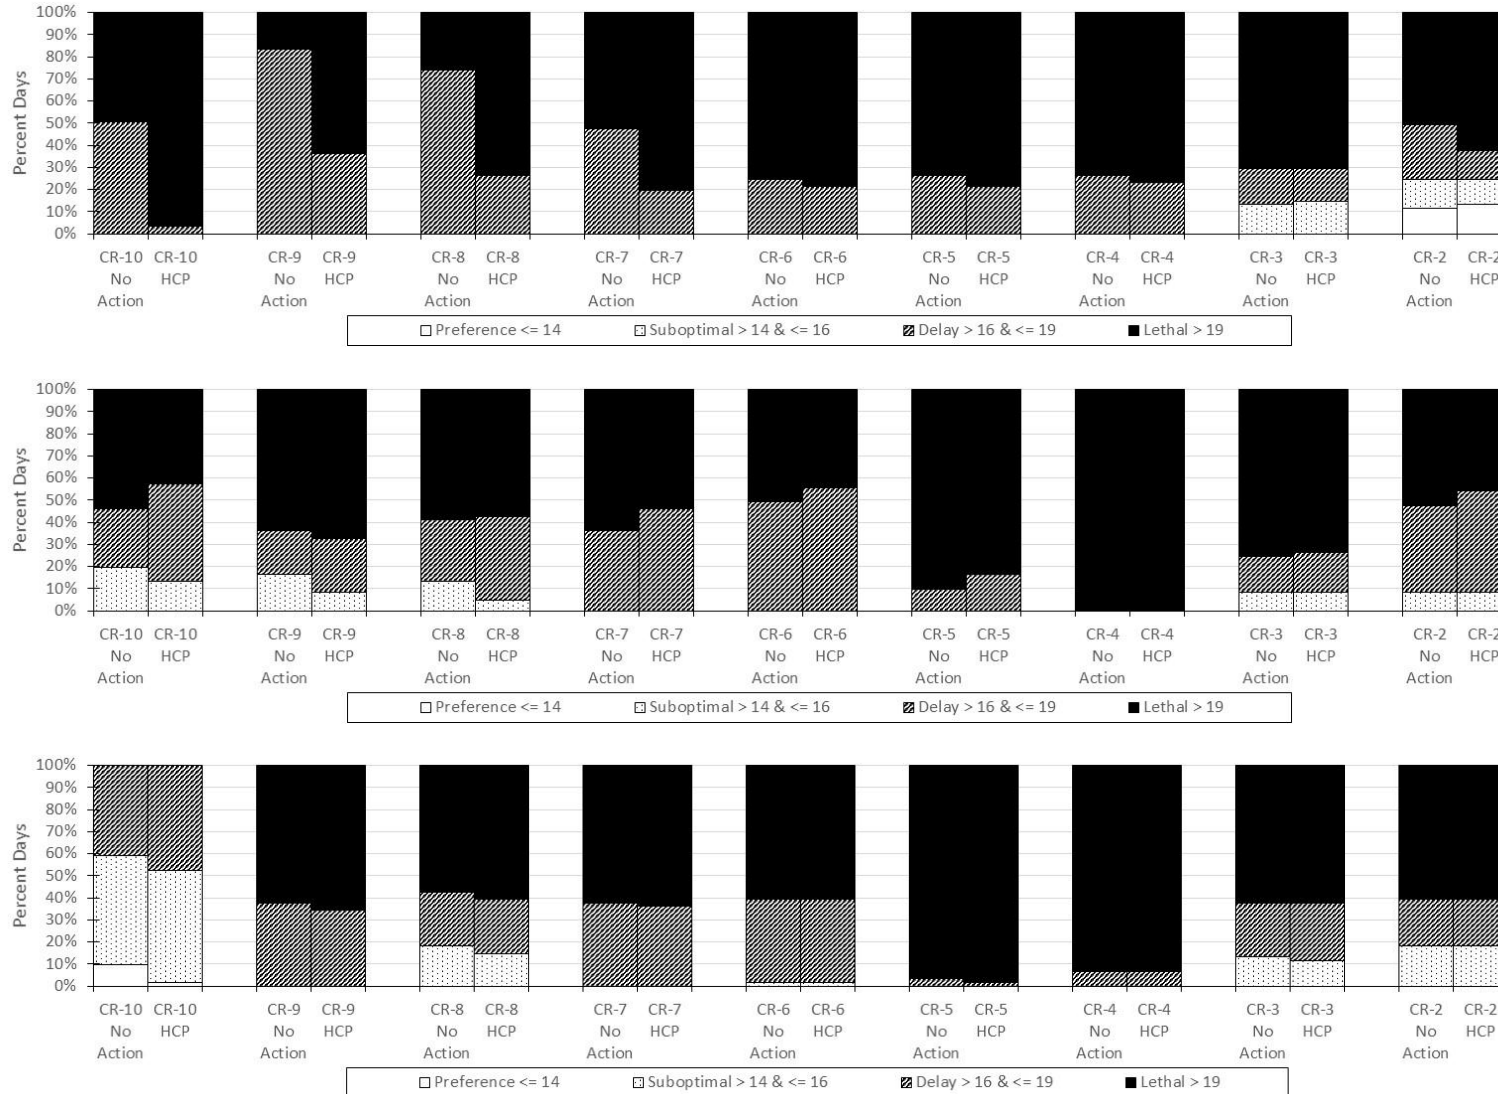 100%
90%
80%
70%
60%
50%
40%
30%
20%
10%
0%
Percent Days
CR-10 CR-10 CR-9 CR-9 CR-8 CR-8 CR-7 CR-7 CR-6 CR-6 CR-5 CR-5 CR-4 CR-4 CR-3 CR-3 CR-2 CR-2
No HCP No HCP No HCP No HCP No HCP No HCP No HCP No HCP No HCP
Action Action Action Action Action Action Action Action Action
Preference <= 14 Suboptimal > 14 & <= 16 Delay > 16 & <= 19 Lethal > 19
100%
90%
80%
70%
60%
50%
40%
30%
20%
10%
0%
Percent Days
CR-10 CR-10 CR-9 CR-9 CR-8 CR-8 CR-7 CR-7 CR-6 CR-6 CR-5 CR-5 CR-4 CR-4 CR-3 CR-3 CR-2 CR-2
No HCP No HCP No HCP No HCP No HCP No HCP No HCP No HCP No HCP
Action Action Action Action Action Action Action Action Action
Preference <= 14 Suboptimal > 14 & <= 16 Delay > 16 & <= 19 Lethal > 19
100%
90%
80%
70%
60%
50%
40%
30%
20%
10%
0%
Percent Days
CR-10 CR-10 CR-9 CR-9 CR-8 CR-8 CR-7 CR-7 CR-6 CR-6 CR-5 CR-5 CR-4 CR-4 CR-3 CR-3 CR-2 CR-2
No HCP No HCP No HCP No HCP No HCP No HCP No HCP No HCP No HCP
Action Action Action Action Action Action Action Action Action
Preference <= 14 Suboptimal > 14 & <= 16 Delay > 16 & <= 19 Lethal > 19